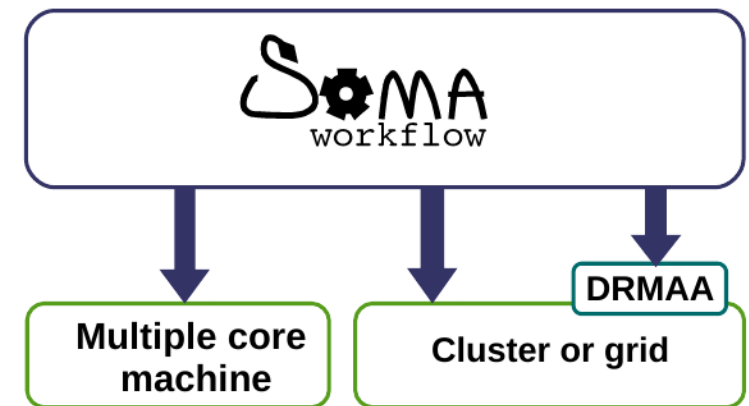 SOMA
workflow
DRMAA
Multiple core
machine
Cluster or grid